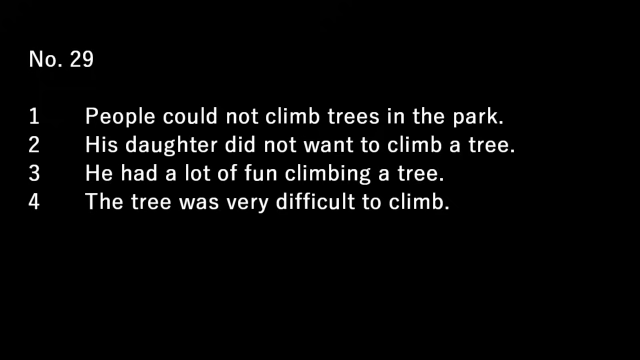 No. 29
1 People could not climb trees in the park.
2 His daughter did not want to climb a tree.
3 He had a lot of fun climbing a tree.
4 The tree was very difficult to climb.